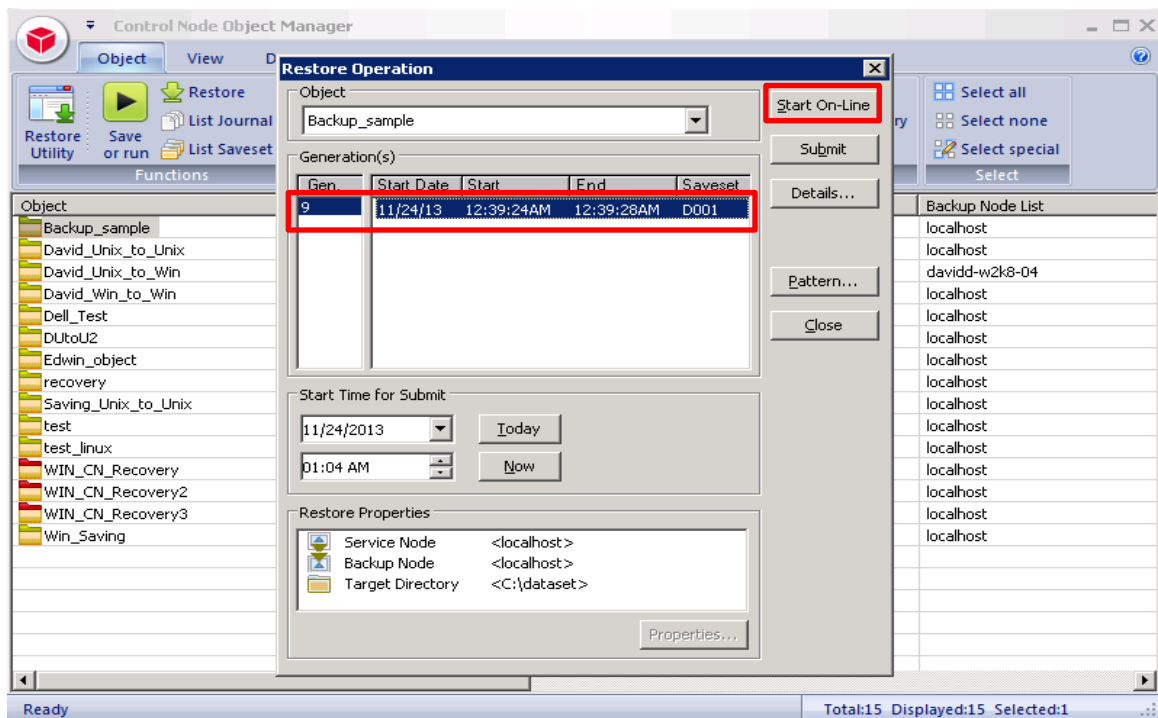 Control Node Object Manager
Object View D
Restore Utility
Save or run
Restore
List Journal
List Saveset
Functions
ry
Select all
Select none
Select special
Select
Restore Operation
Object
Backup_sample
Generation(s)
Gen. Start Date Start End Saveset
9 11/24/13 12:39:24AM 12:39:28AM D001
Start Time for Submit
11/24/2013 Today
01:04 AM Now
Restore Properties
Service Node <localhost>
Backup Node <localhost>
Target Directory <C:\dataset>
Properties...
Start On-Line
Submit
Details...
Pattern...
Close
Object Backup Node List
Backup_sample localhost
David_Unix_to_Unix localhost
David_Unix_to_Win davidd-w2k8-04
David_Win_to_Win localhost
Dell_Test localhost
DUtoU2 localhost
Edwin_object localhost
recovery localhost
Saving_Unix_to_Unix localhost
test localhost
test_linux localhost
WIN_CN_Recovery localhost
WIN_CN_Recovery2 localhost
WIN_CN_Recovery3 localhost
Win_Saving localhost
Ready Total:15 Displayed:15 Selected:1